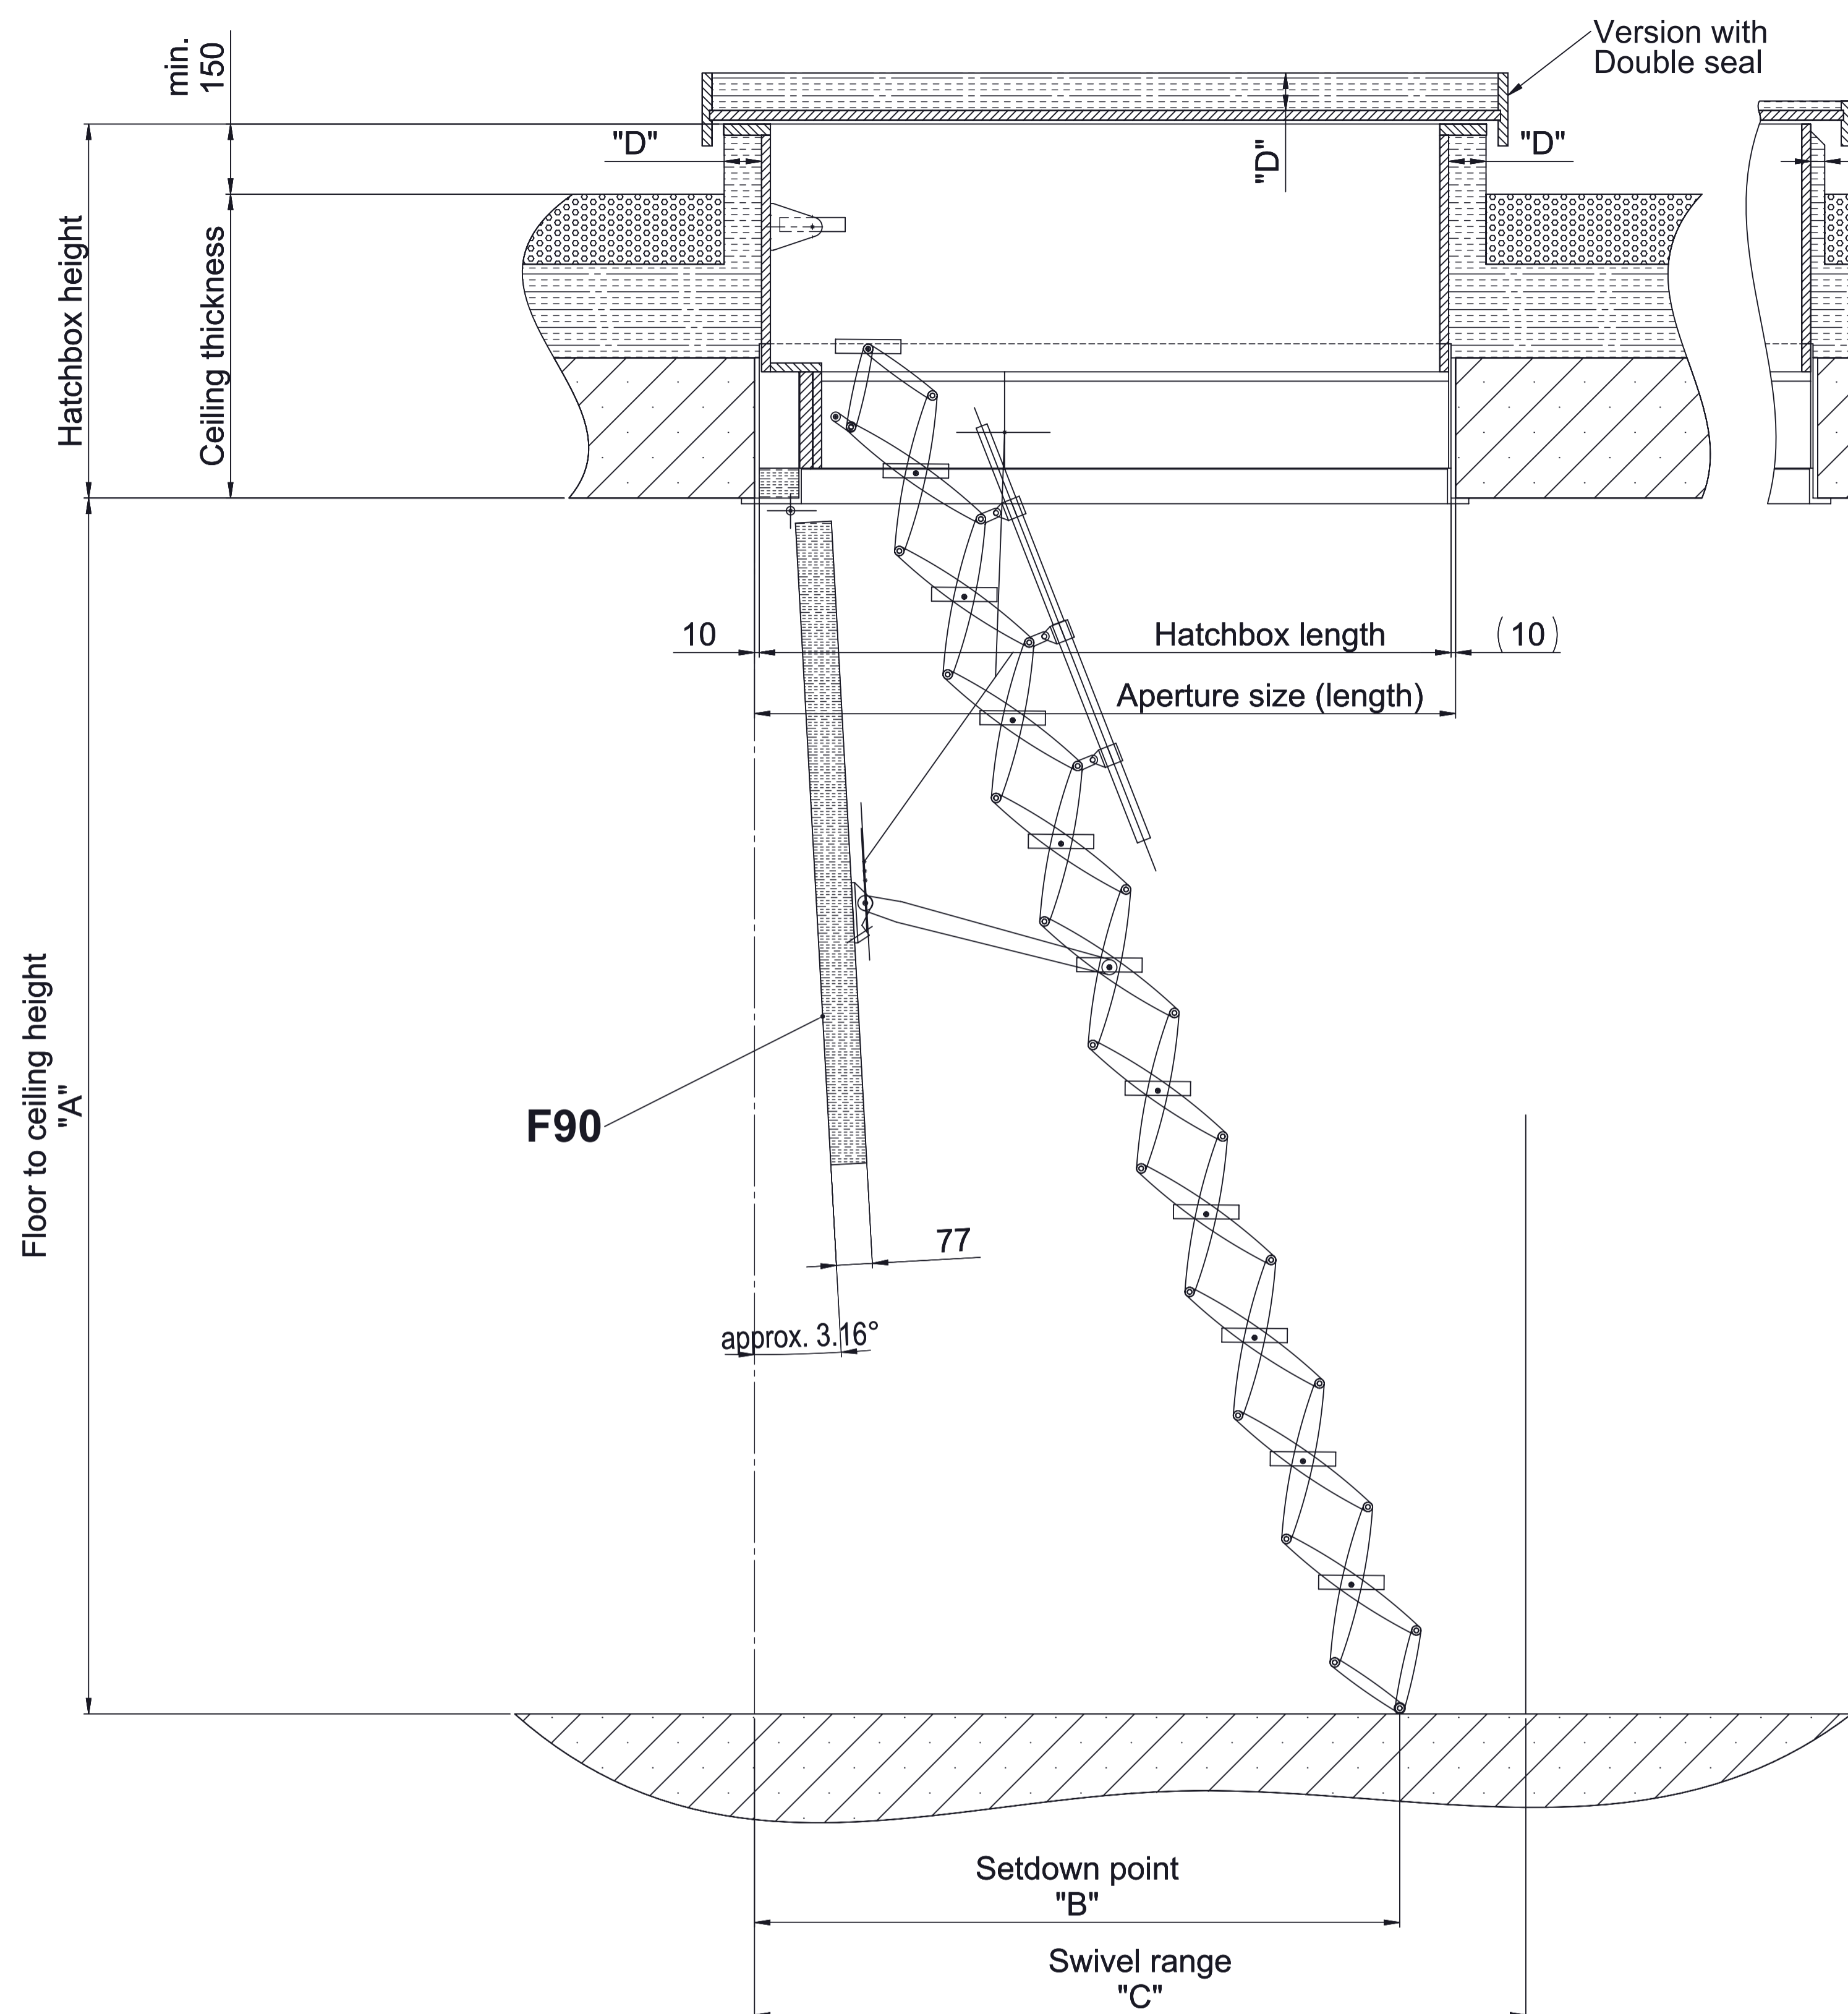 Version with
Double seal
min.
150
"D"
"D"
"D"
Hatchbox height
Ceiling thickness
10
Hatchbox length
(10)
Aperture size (length)
Floor to ceiling height
"A"
F90
77
approx. 3.16°
Setdown point
"B"
Swivel range
"C"